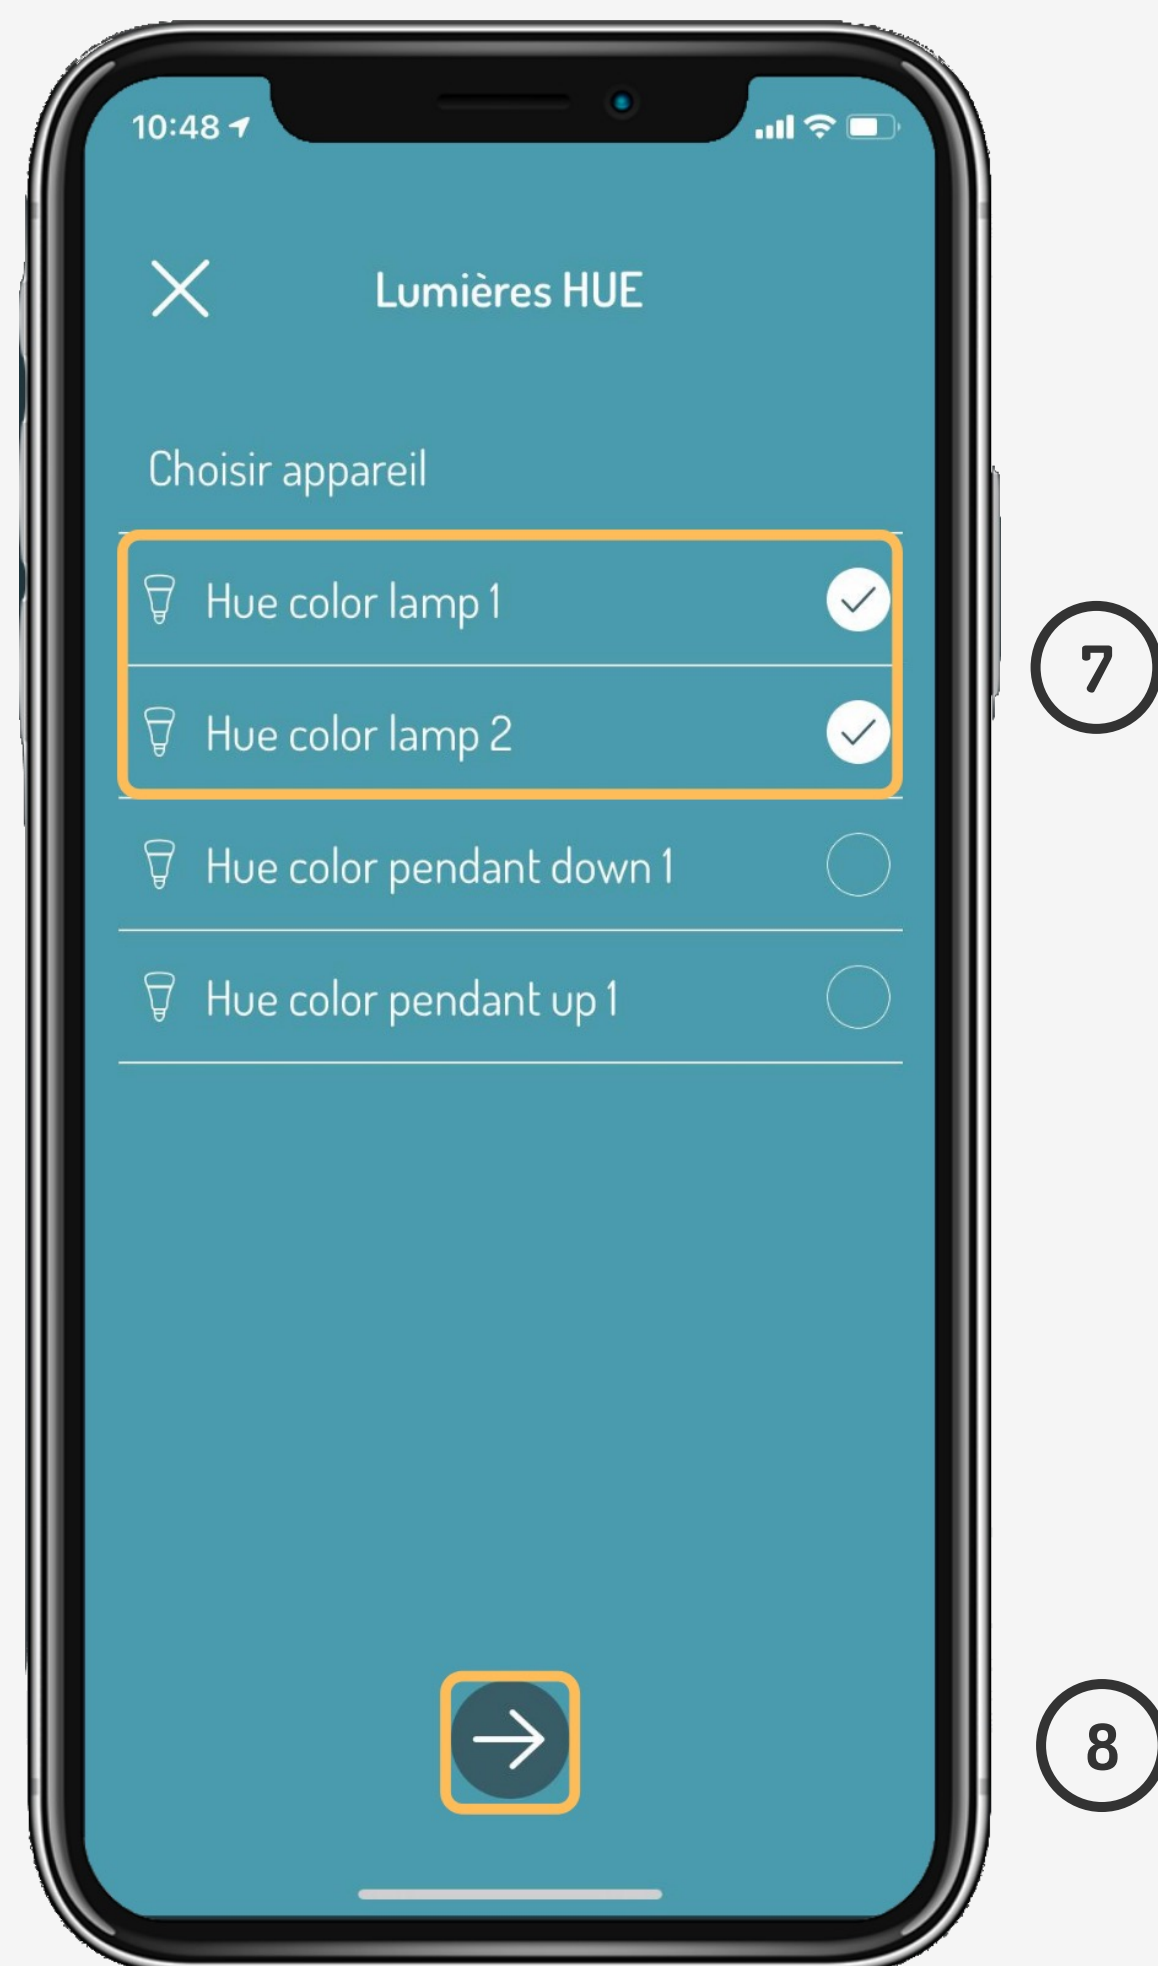 10:48
Lumières HUE
Choisir appareil
Hue color lamp 1
7
Hue color lamp 2
Hue color pendant down 1
Hue color pendant up 1
8